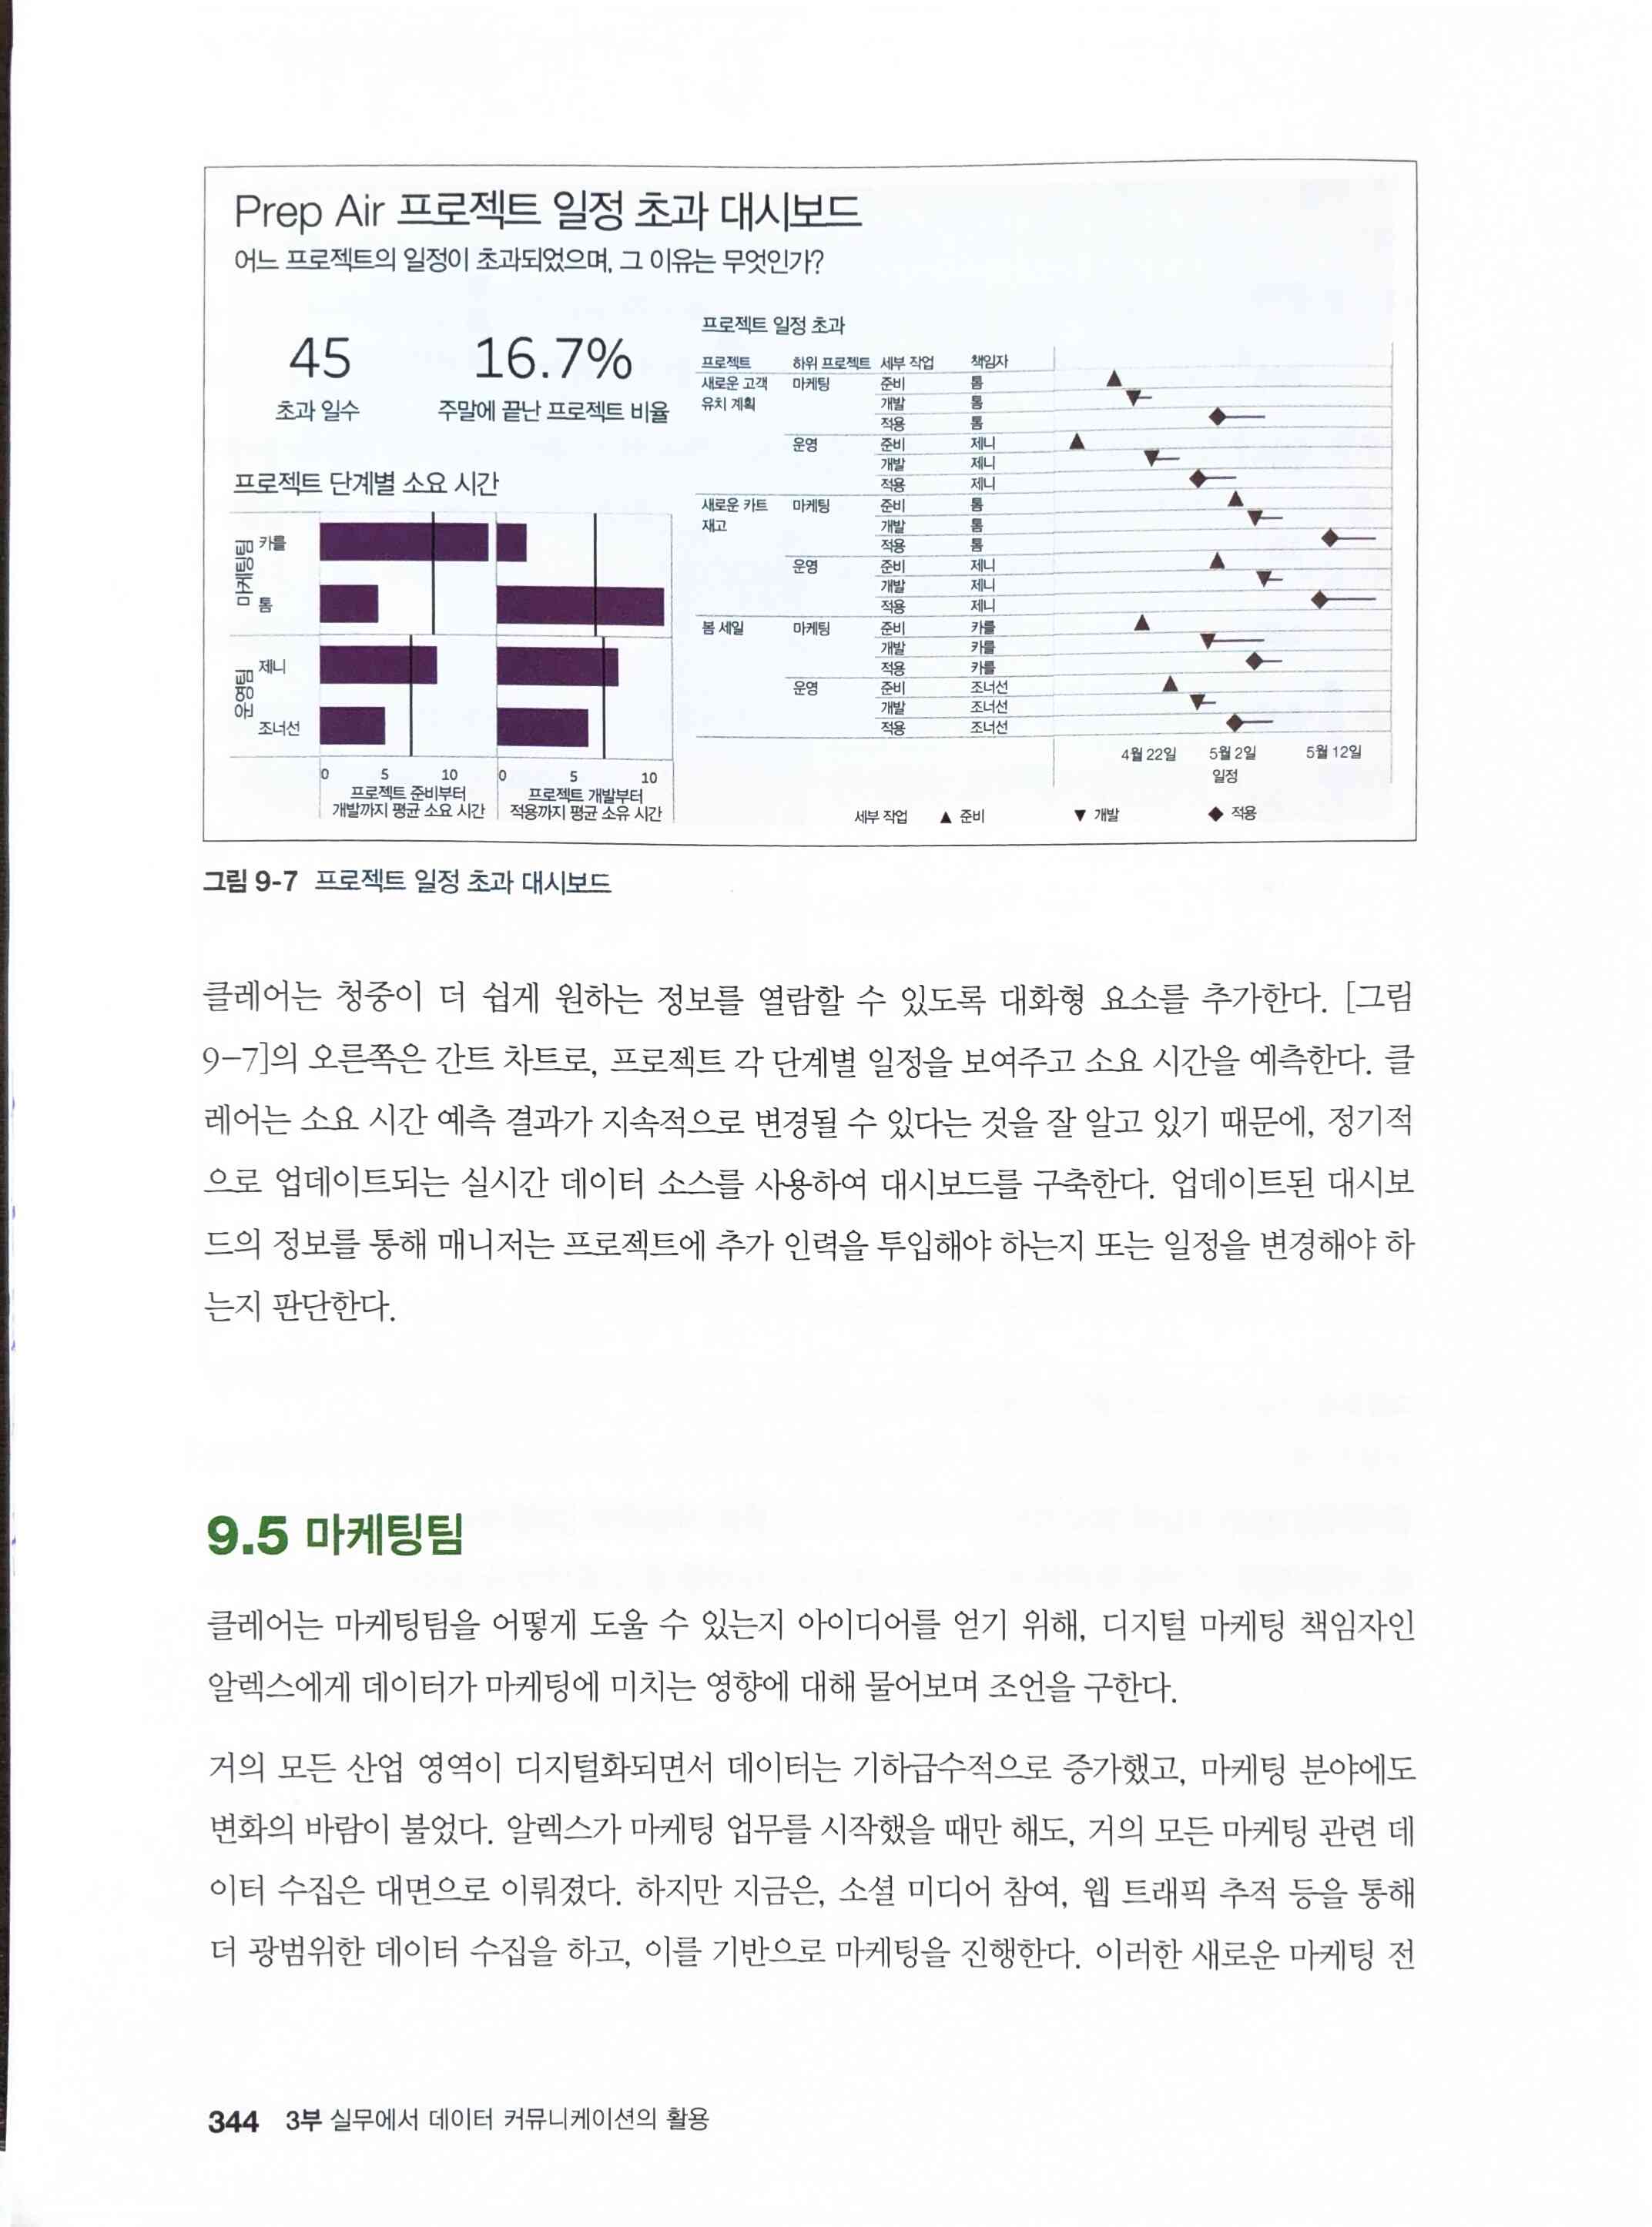 Prep Air 프로젝트 일정 초과 대시보드
어느 프로젝트의 일정이 초과되었으며, 그 이유는 무엇인가?
45
초과 일수
16.7%
주말에 끝난 프로젝트 비율
프로젝트 단계별 소요 시간
마케팅팀
카를
톰
운영팀
제니
조너선
0 5 10
프로젝트 준비부터
개발까지 평균 소요 시간
0 5 10
프로젝트 개발부터
적용까지 평균 소유 시간
프로젝트 일정 초과
프로젝트 하위 프로젝트 세부 작업 책임자
새로운 고객 마케팅 준비 톰
유치 계획 개발 톰
적용 톰
운영 준비 제니
개발 제니
적용 제니
새로운 카트 마케팅 준비 톰
재고 개발 톰
적용 톰
운영 준비 제니
개발 제니
적용 제니
봄 세일 마케팅 준비 카를
개발 카를
적용 카를
운영 준비 조너선
개발 조너선
적용 조너선
4월 22일 5월 2일 5월 12일
일정
세부 작업 ▲ 준비 ▼ 개발 ◆ 적용
그림 9-7 프로젝트 일정 초과 대시보드
클레어는 청중이 더 쉽게 원하는 정보를 열람할 수 있도록 대화형 요소를 추가한다. [그림
9-7]의 오른쪽은 간트 차트로, 프로젝트 각 단계별 일정을 보여주고 소요 시간을 예측한다. 클
레어는 소요 시간 예측 결과가 지속적으로 변경될 수 있다는 것을 잘 알고 있기 때문에, 정기적
으로 업데이트되는 실시간 데이터 소스를 사용하여 대시보드를 구축한다. 업데이트된 대시보
드의 정보를 통해 매니저는 프로젝트에 추가 인력을 투입해야 하는지 또는 일정을 변경해야 하
는지 판단한다.
9.5 마케팅팀
클레어는 마케팅팀을 어떻게 도울 수 있는지 아이디어를 얻기 위해, 디지털 마케팅 책임자인
알렉스에게 데이터가 마케팅에 미치는 영향에 대해 물어보며 조언을 구한다.
거의 모든 산업 영역이 디지털화되면서 데이터는 기하급수적으로 증가했고, 마케팅 분야에도
변화의 바람이 불었다. 알렉스가 마케팅 업무를 시작했을 때만 해도, 거의 모든 마케팅 관련 데
이터 수집은 대면으로 이뤄졌다. 하지만 지금은, 소셜 미디어 참여, 웹 트래픽 추적 등을 통해
더 광범위한 데이터 수집을 하고, 이를 기반으로 마케팅을 진행한다. 이러한 새로운 마케팅 전
344 3부 실무에서 데이터 커뮤니케이션의 활용